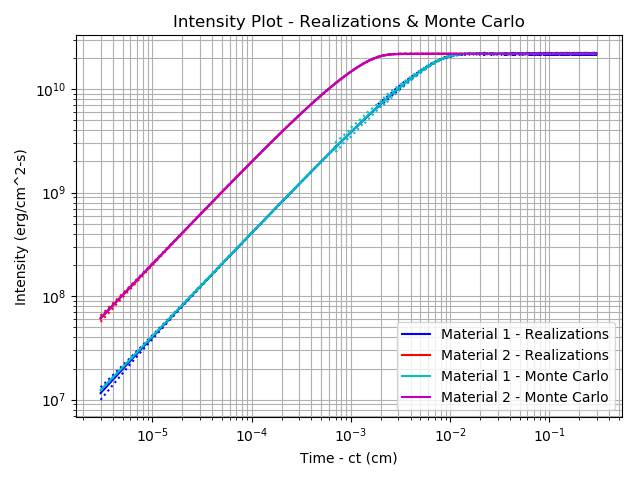 Intensity Plot - Realizations & Monte Carlo
Intensity (erg/cm^2-s)
10^10
10^9
10^8
10^7
Material 1 - Realizations
Material 2 - Realizations
Material 1 - Monte Carlo
Material 2 - Monte Carlo
10^−5 10^−4 10^−3 10^−2 10^−1
Time - ct (cm)